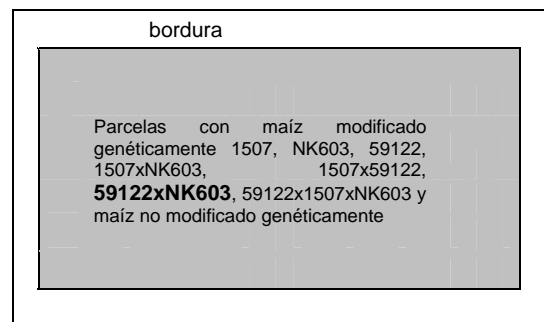 bordura
Parcelas con maíz modificado
genéticamente 1507, NK603, 59122,
1507xNK603, 1507x59122,
59122xNK603, 59122x1507xNK603 y
maíz no modificado genéticamente